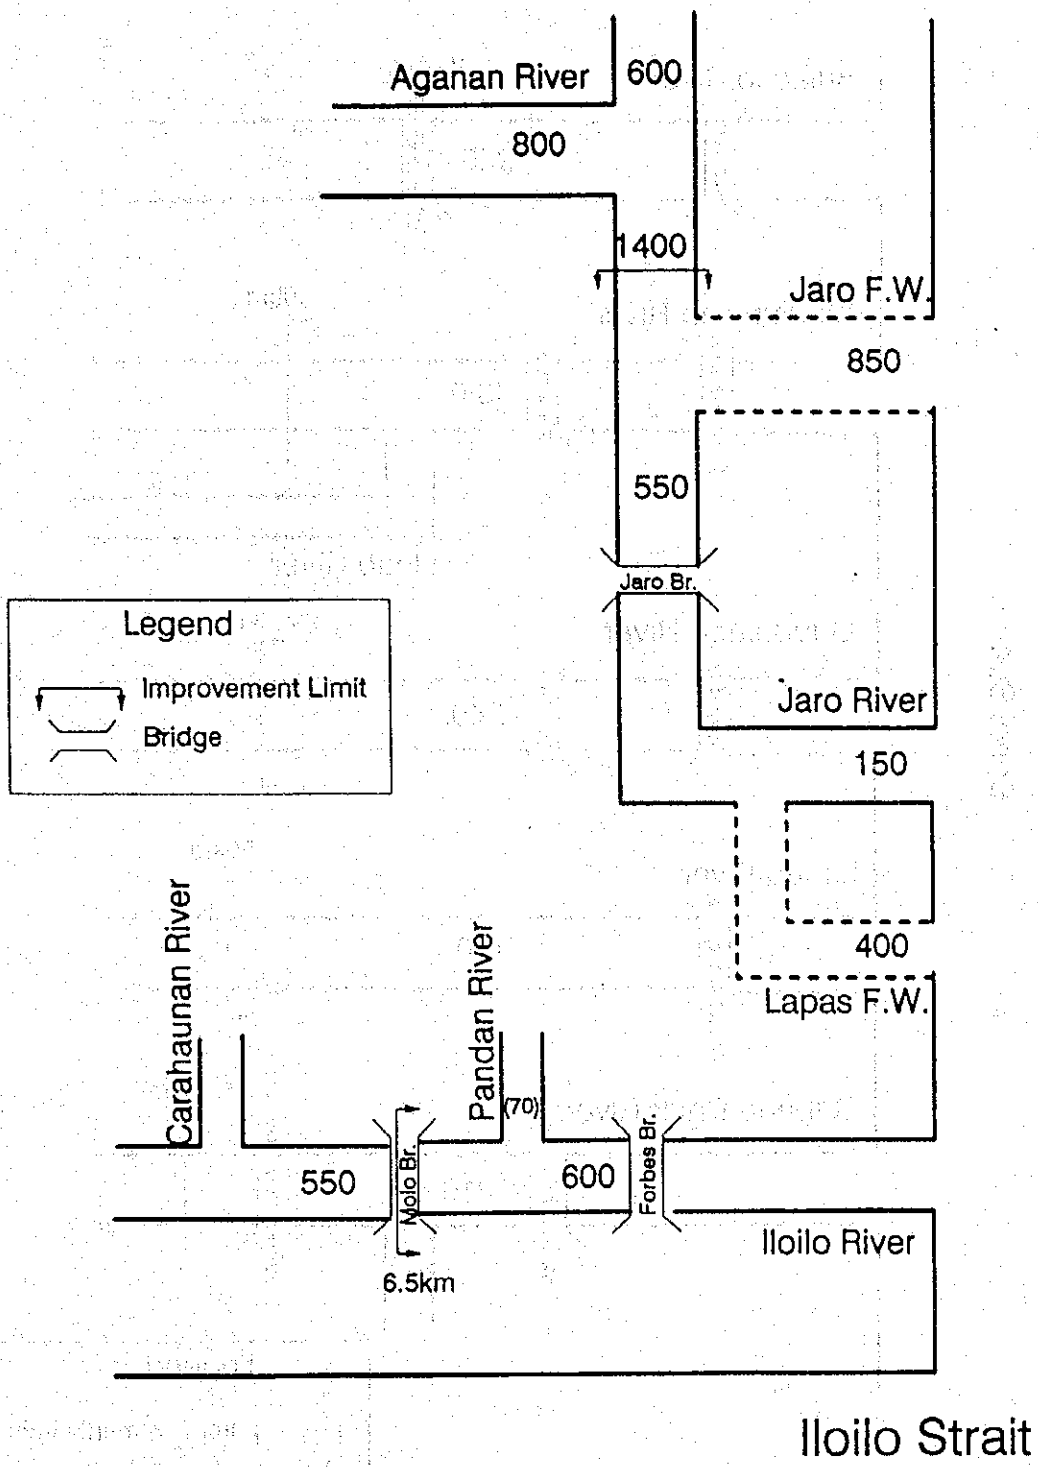 Aganan River
600
800
1400
Jaro F.W.
850
550
Jaro Br.
Legend
Improvement Limit
Bridge
Jaro River
150
400
Lapas F.W.
Carahaunan River
Pandan River
(70)
550
Molo Br.
600
Forbes Br.
Iloilo River
6.5km
Iloilo Strait